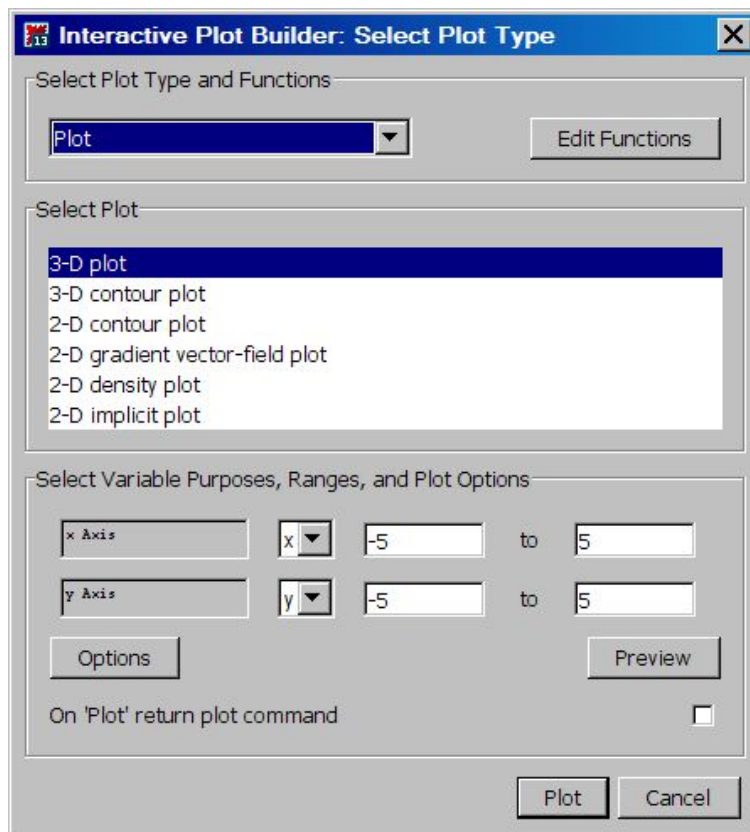 Interactive Plot Builder: Select Plot Type
Select Plot Type and Functions
Plot
Edit Functions
Select Plot
3-D plot
3-D contour plot
2-D contour plot
2-D gradient vector-field plot
2-D density plot
2-D implicit plot
Select Variable Purposes, Ranges, and Plot Options
x Axis x -5 to 5
y Axis y -5 to 5
Options Preview
On 'Plot' return plot command
Plot Cancel